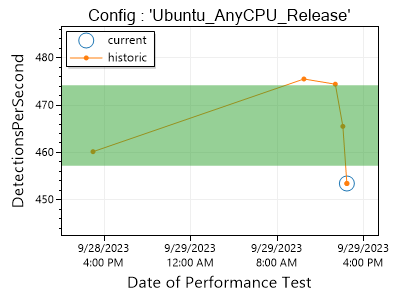 Config : 'Ubuntu_AnyCPU_Release'
current
historic
DetectionsPerSecond
480
470
460
450
9/28/2023
4:00 PM
9/29/2023
12:00 AM
9/29/2023
8:00 AM
9/29/2023
4:00 PM
Date of Performance Test